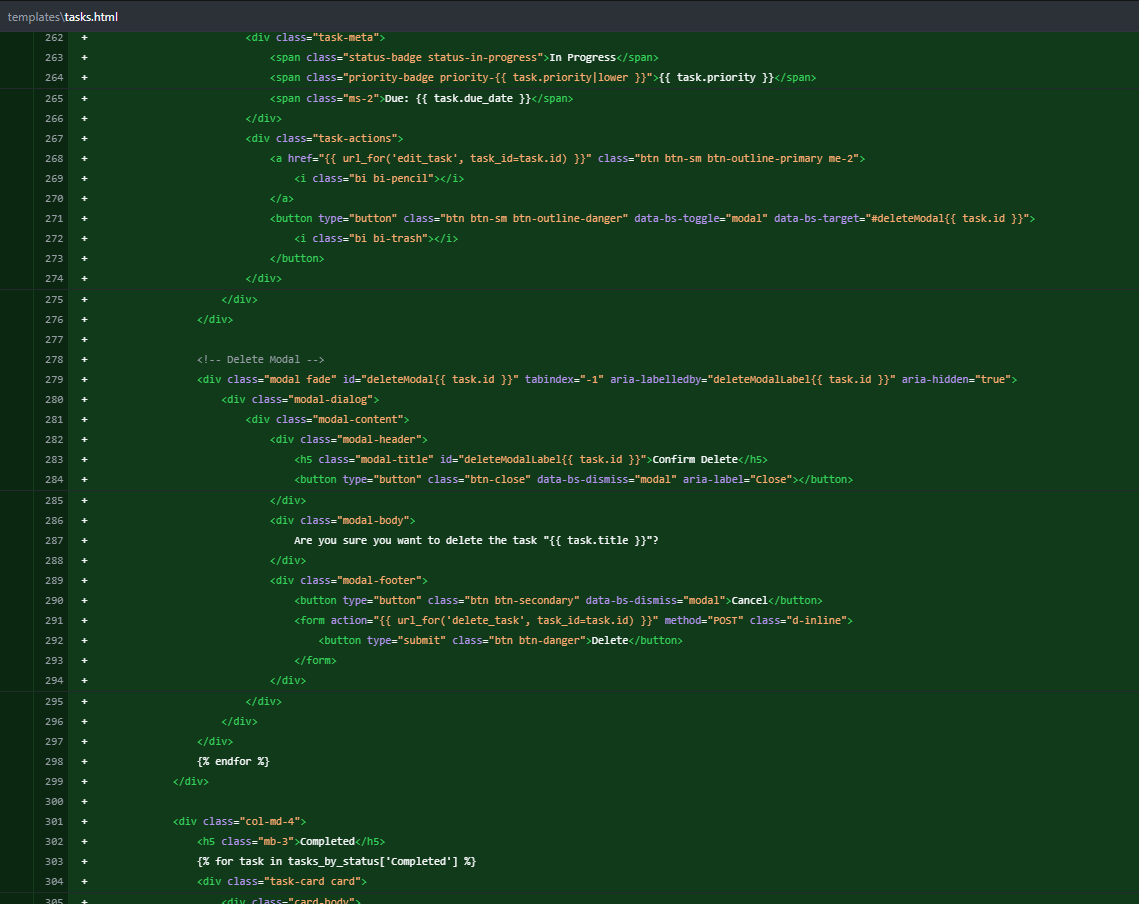 templates\tasks.html
262 + <div class="task-meta">
263 + <span class="status-badge status-in-progress">In Progress</span>
264 + <span class="priority-badge priority-{{ task.priority|lower }}">{{ task.priority }}</span>
265 + <span class="ms-2">Due: {{ task.due_date }}</span>
266 + </div>
267 + <div class="task-actions">
268 + <a href="{{ url_for('edit_task', task_id=task.id) }}" class="btn btn-sm btn-outline-primary me-2">
269 + <i class="bi bi-pencil"></i>
270 + </a>
271 + <button type="button" class="btn btn-sm btn-outline-danger" data-bs-toggle="modal" data-bs-target="#deleteModal{{ task.id }}">
272 + <i class="bi bi-trash"></i>
273 + </button>
274 + </div>
275 + </div>
276 + </div>
277 +
278 + <!-- Delete Modal -->
279 + <div class="modal fade" id="deleteModal{{ task.id }}" tabindex="-1" aria-labelledby="deleteModalLabel{{ task.id }}" aria-hidden="true">
280 + <div class="modal-dialog">
281 + <div class="modal-content">
282 + <div class="modal-header">
283 + <h5 class="modal-title" id="deleteModalLabel{{ task.id }}">Confirm Delete</h5>
284 + <button type="button" class="btn-close" data-bs-dismiss="modal" aria-label="Close"></button>
285 + </div>
286 + <div class="modal-body">
287 + Are you sure you want to delete the task "{{ task.title }}"?
288 + </div>
289 + <div class="modal-footer">
290 + <button type="button" class="btn btn-secondary" data-bs-dismiss="modal">Cancel</button>
291 + <form action="{{ url_for('delete_task', task_id=task.id) }}" method="POST" class="d-inline">
292 + <button type="submit" class="btn btn-danger">Delete</button>
293 + </form>
294 + </div>
295 + </div>
296 + </div>
297 + </div>
298 + {% endfor %}
299 + </div>
300 +
301 + <div class="col-md-4">
302 + <h5 class="mb-3">Completed</h5>
303 + {% for task in tasks_by_status['Completed'] %}
304 + <div class="task-card card">
305 + <div class="card-body">